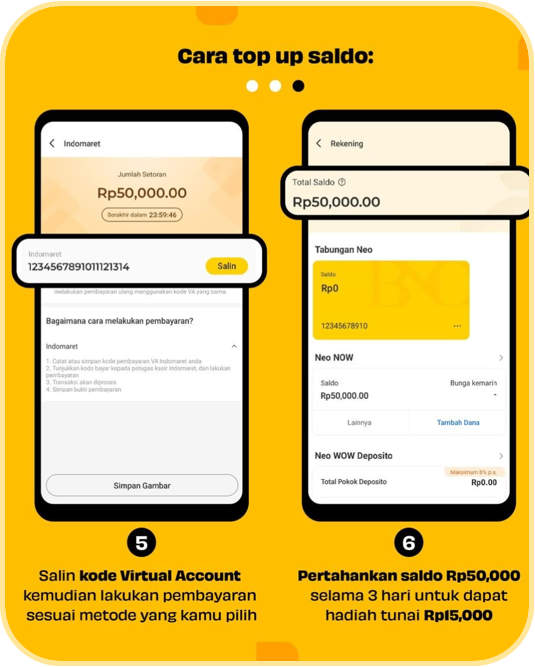 Cara top up saldo:
Indomaret
Jumlah Setoran
Rp50,000.00
Berakhir dalam 23:59:46
Indomaret
1234567891011121314
Salin
melakukan pembayaran ulang menggunakan kode VA yang sama.
Bagaimana cara melakukan pembayaran?
Indomaret
1. Catat atau simpan kode pembayaran VA Indomaret anda
2. Tunjukkan kode bayar kepada petugas kasir Indomaret, dan lakukan
pembayaran
3. Transaksi akan diproses
4. Simpan bukti pembayaran
Simpan Gambar
5
Salin kode Virtual Account
kemudian lakukan pembayaran
sesuai metode yang kamu pilih
Rekening
Total Saldo
Rp50,000.00
Tabungan Neo
Saldo
Rp0
BNC
12345678910
Neo NOW
Saldo
Bunga kemarin
Rp50,000.00
-
Lainnya
Tambah Dana
Neo WOW Deposito
Maksimum 8% p.a.
Total Pokok Deposito
Rp0.00
6
Pertahankan saldo Rp50,000
selama 3 hari untuk dapat
hadiah tunai Rp15,000